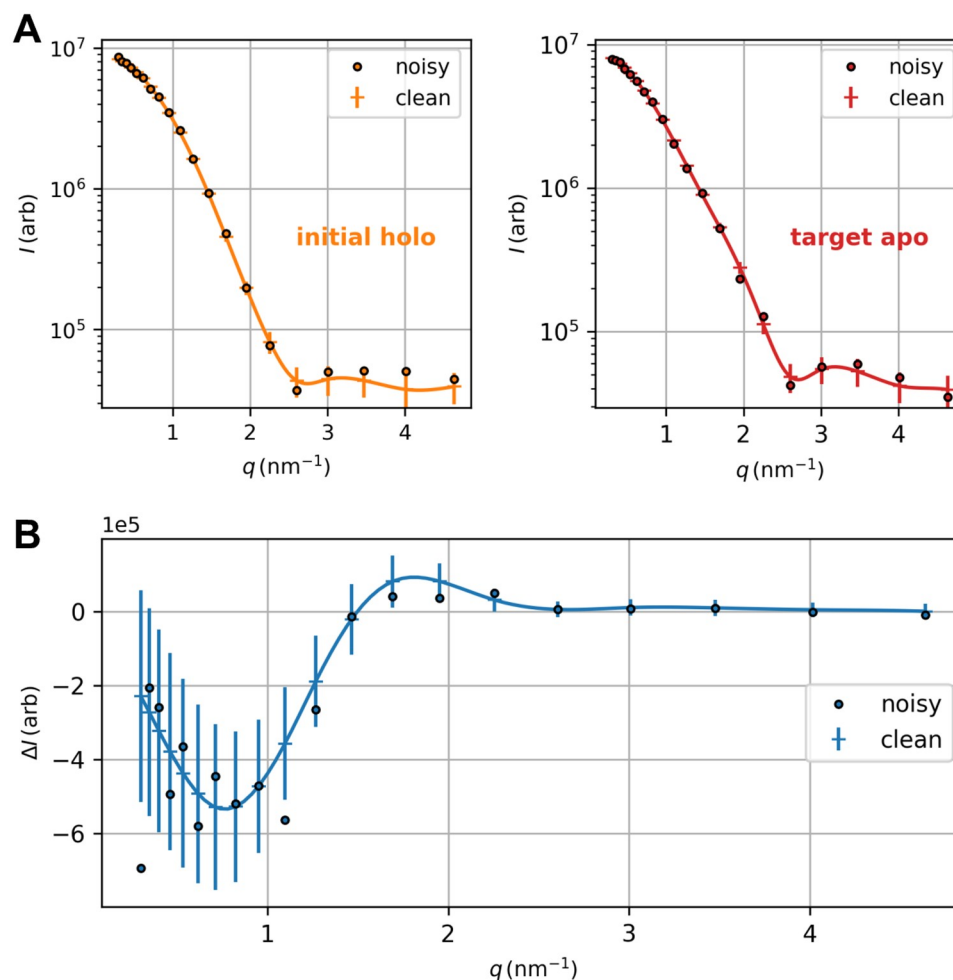 A
10^7
10^6
10^5
I (arb)
noisy
clean
initial holo
1 2 3 4
q (nm⁻¹)
10^7
10^6
10^5
I (arb)
noisy
clean
target apo
1 2 3 4
q (nm⁻¹)
B
1e5
0
−2
−4
−6
ΔI (arb)
noisy
clean
1 2 3 4
q (nm⁻¹)